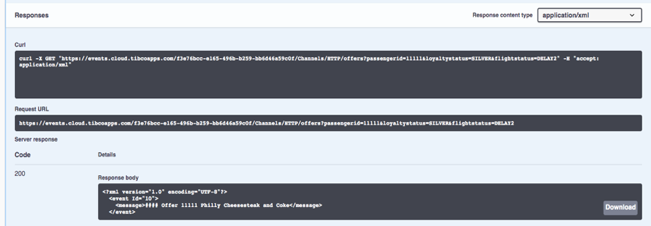 Responses
Response content type
application/xml
Curl
curl -X GET "https://events.cloud.tibcoapps.com/f3e76bcc-el65-496b-b259-bb6d46a59c0f/Channels/HTTP/offers?passengerid=11111&loyaltystatus=SILVER&flightstatus=DELAY2" -H "accept:
application/xml"
Request URL
https://events.cloud.tibcoapps.com/f3e76bcc-el65-496b-b259-bb6d46a59c0f/Channels/HTTP/offers?passengerid=11111&loyaltystatus=SILVER&flightstatus=DELAY2
Server response
Code
Details
200
Response body
<?xml version="1.0" encoding="UTF-8"?>
<event Id="10">
<message>#### Offer 11111 Philly Cheesesteak and Coke</message>
</event>
Download